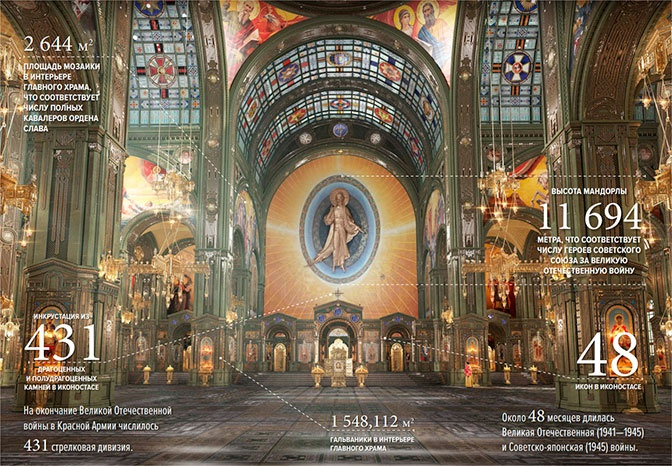 2 644 м²
ПЛОЩАДЬ МОЗАИКИ
В ИНТЕРЬЕРЕ
ГЛАВНОГО ХРАМА,
ЧТО СООТВЕТСТВУЕТ
ЧИСЛУ ПОЛНЫХ
КАВАЛЕРОВ ОРДЕНА
СЛАВА
ВЫСОТА МАНДОРЛЫ
11 694
МЕТРА, ЧТО СООТВЕТСТВУЕТ
ЧИСЛУ ГЕРОЕВ СОВЕТСКОГО
СОЮЗА ЗА ВЕЛИКУЮ
ОТЕЧЕСТВЕННУЮ ВОЙНУ
ИНКРУСТАЦИЯ ИЗ
431
ДРАГОЦЕННЫХ
И ПОЛУДРАГОЦЕННЫХ
КАМНЕЙ В ИКОНОСТАСЕ
На окончание Великой Отечественной
войны в Красной Армии числилось
431 стрелковая дивизия.
1 548,112 м²
ГАЛЬВАНИКИ В ИНТЕРЬЕРЕ
ГЛАВНОГО ХРАМА
48
ИКОН В ИКОНОСТАСЕ
Около 48 месяцев длилась
Великая Отечественная (1941–1945)
и Советско-японская (1945) войны.